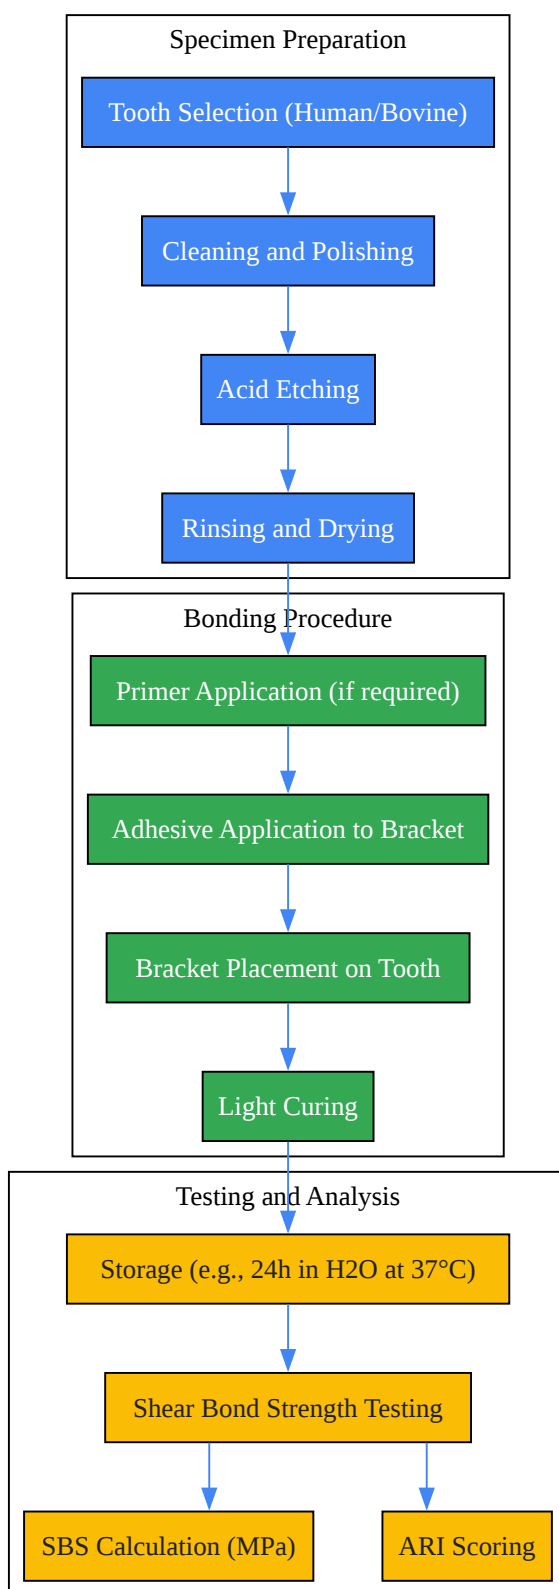 Specimen Preparation
Tooth Selection (Human/Bovine)
Cleaning and Polishing
Acid Etching
Rinsing and Drying
Bonding Procedure
Primer Application (if required)
Adhesive Application to Bracket
Bracket Placement on Tooth
Light Curing
Testing and Analysis
Storage (e.g., 24h in H2O at 37°C)
Shear Bond Strength Testing
SBS Calculation (MPa)
ARI Scoring